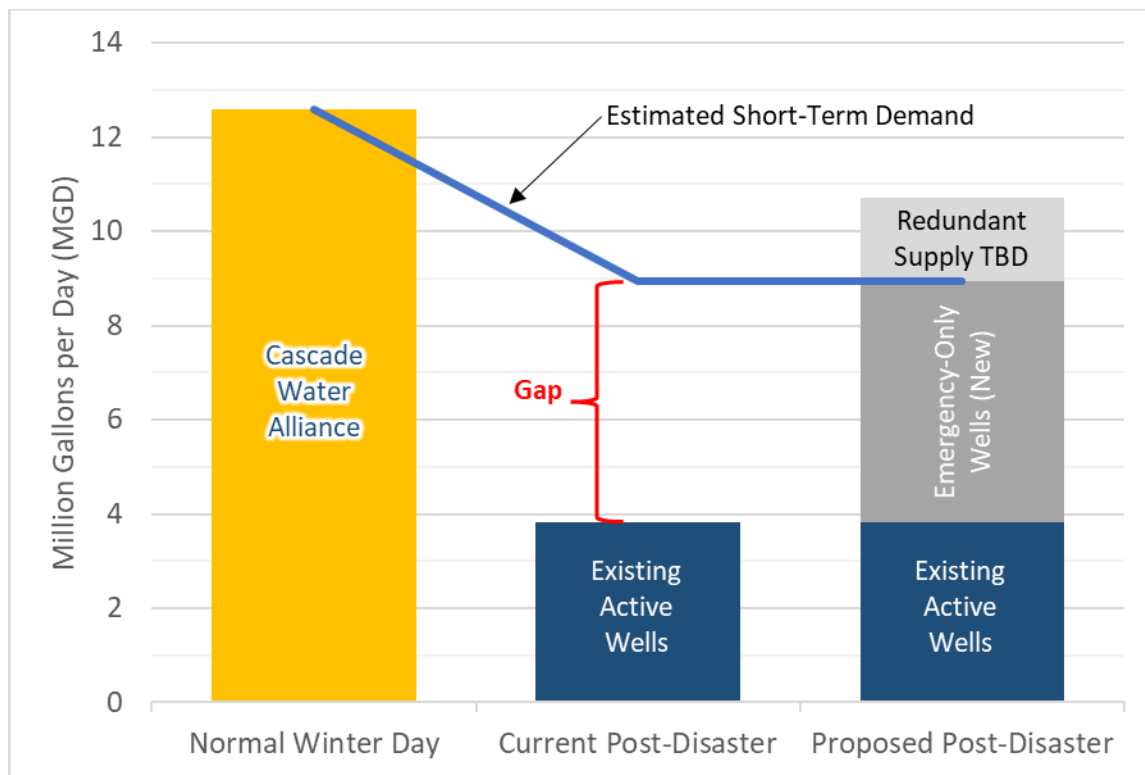 Million Gallons per Day (MGD)
14
12
10
8
6
4
2
0
Estimated Short-Term Demand
Cascade
Water
Alliance
Gap
Existing
Active
Wells
Redundant
Supply TBD
Emergency-Only
Wells (New)
Existing
Active
Wells
Normal Winter Day
Current Post-Disaster
Proposed Post-Disaster